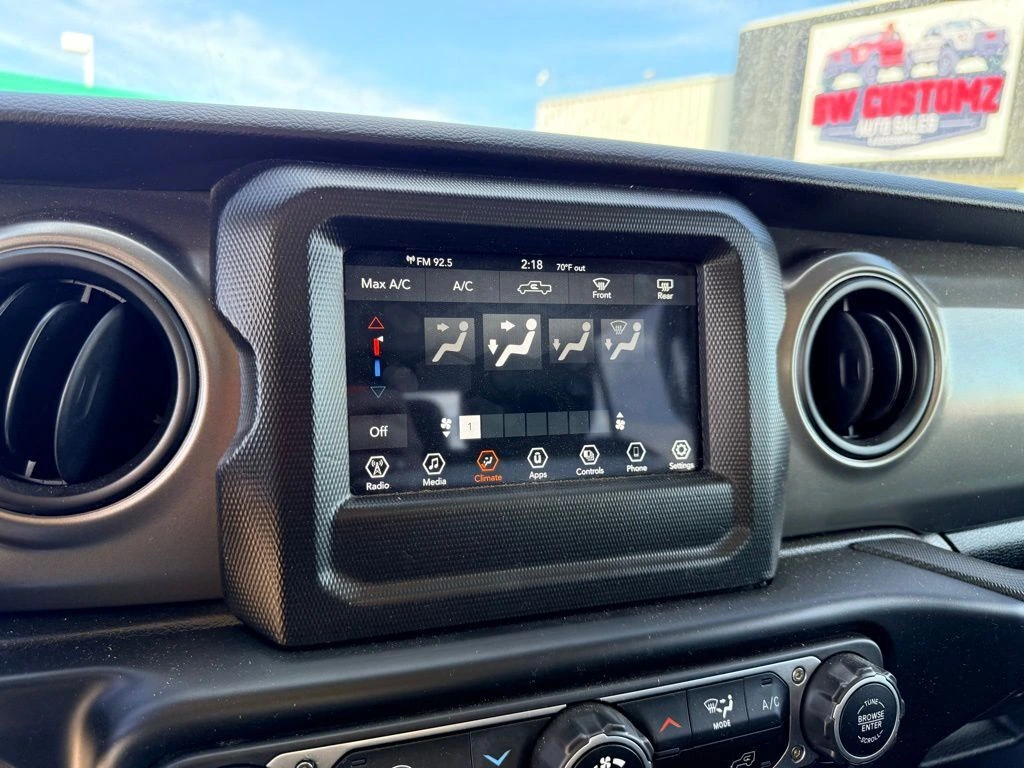 SW CUSTOMZ
AUTO SALES
FM 92.5 2:18 70°F out
Max A/C A/C Front Rear
Off 1
Radio Media Climate Apps Controls Phone Settings
MODE A/C
TUNE
BROWSE
ENTER
SCROLL